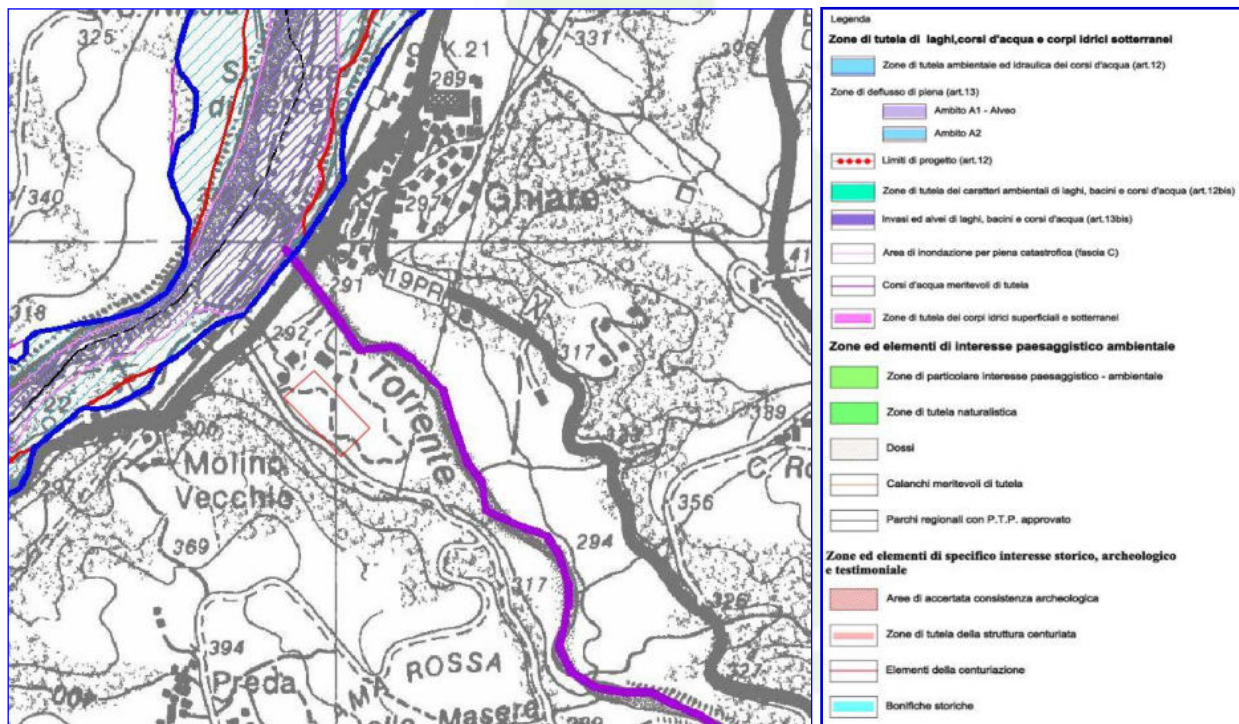 325
K.21
289
331
Ghiare
297
340
291
19PR
41
318
292
317
Torrente
339
300
Molino
Vecchio
356
297
294
369
317
326
394
ROSSA
327
Preda
Masere
Legenda
Zone di tutela di laghi,corsi d'acqua e corpi idrici sotterranei
Zone di tutela ambientale ed idraulica dei corsi d'acqua (art.12)
Zone di deflusso di piena (art.13)
Ambito A1 - Alveo
Ambito A2
Limiti di progetto (art.12)
Zone di tutela dei caratteri ambientali di laghi, bacini e corsi d'acqua (art.12bis)
Invasi ed alvei di laghi, bacini e corsi d'acqua (art.13bis)
Area di inondazione per piena catastrofica (fascia C)
Corsi d'acqua meritevoli di tutela
Zone di tutela dei corpi idrici superficiali e sotterranei
Zone ed elementi di interesse paesaggistico ambientale
Zone di particolare interesse paesaggistico - ambientale
Zone di tutela naturalistica
Dossi
Calanchi meritevoli di tutela
Parchi regionali con P.T.P. approvato
Zone ed elementi di specifico interesse storico, archeologico
e testimoniale
Aree di accertata consistenza archeologica
Zone di tutela della struttura centuriata
Elementi della centuriazione
Bonifiche storiche